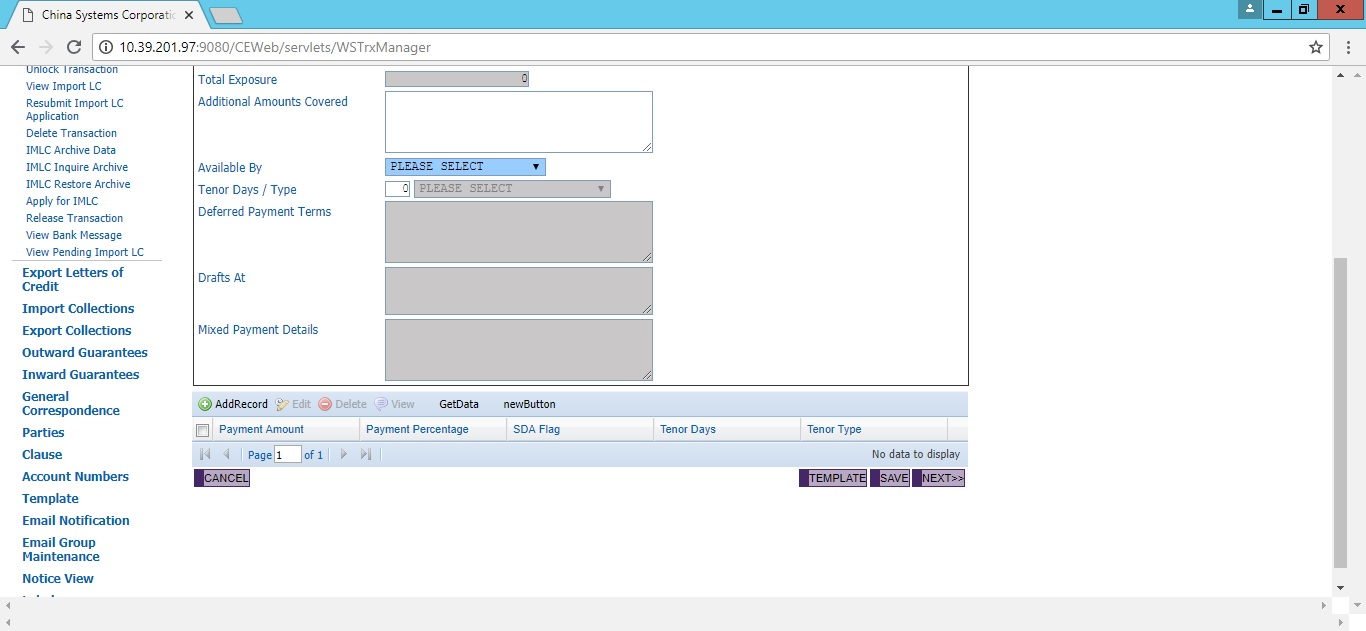 China Systems Corporatic
10.39.201.97:9080/CEWeb/servlets/WSTrxManager
Unlock Transaction
View Import LC
Resubmit Import LC
Application
Delete Transaction
IMLC Archive Data
IMLC Inquire Archive
IMLC Restore Archive
Apply for IMLC
Release Transaction
View Bank Message
View Pending Import LC
Export Letters of
Credit
Import Collections
Export Collections
Outward Guarantees
Inward Guarantees
General
Correspondence
Parties
Clause
Account Numbers
Template
Email Notification
Email Group
Maintenance
Notice View
Total Exposure 0
Additional Amounts Covered
Available By PLEASE SELECT
Tenor Days / Type 0 PLEASE SELECT
Deferred Payment Terms
Drafts At
Mixed Payment Details
AddRecord Edit Delete View GetData newButton
Payment Amount Payment Percentage SDA Flag Tenor Days Tenor Type
Page 1 of 1 No data to display
CANCEL TEMPLATE SAVE NEXT>>